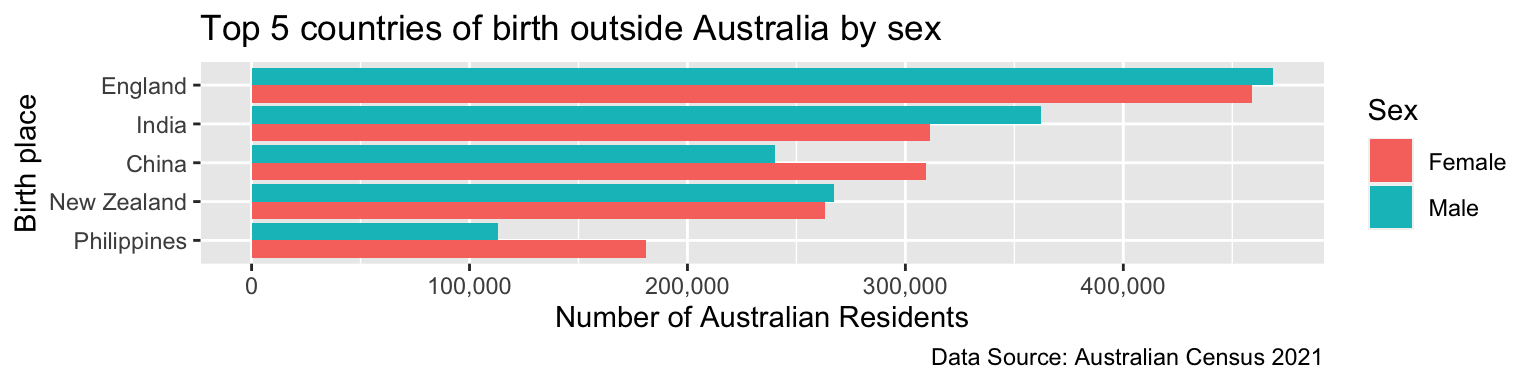 Top 5 countries of birth outside Australia by sex
Birth place
England
India
China
New Zealand
Philippines
0 100,000 200,000 300,000 400,000
Number of Australian Residents
Sex
Female
Male
Data Source: Australian Census 2021